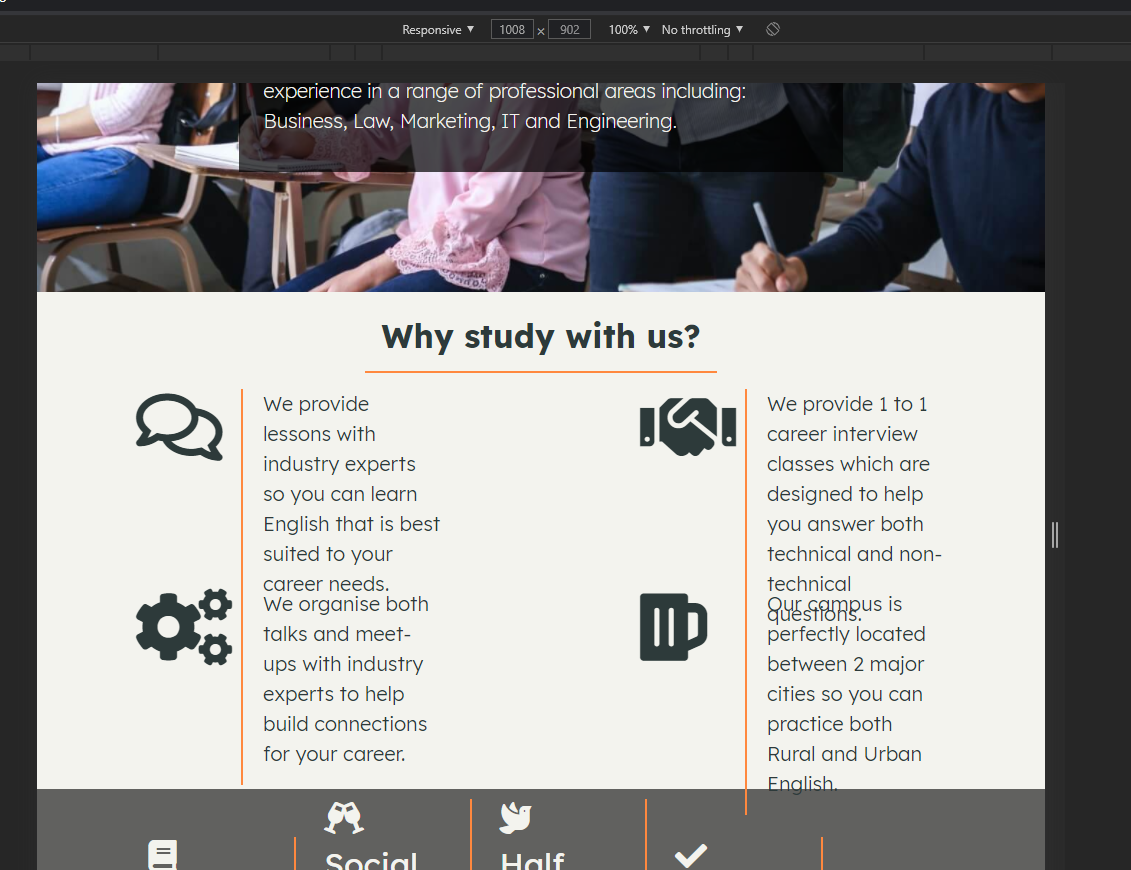 Responsive
1008 × 902
100%
No throttling
experience in a range of professional areas including:
Business, Law, Marketing, IT and Engineering.
Why study with us?
We provide
lessons with
industry experts
so you can learn
English that is best
suited to your
career needs.
We provide 1 to 1
career interview
classes which are
designed to help
you answer both
technical and non-
technical
questions.
We organise both
talks and meet-
ups with industry
experts to help
build connections
for your career.
Our campus is
perfectly located
between 2 major
cities so you can
practice both
Rural and Urban
English.
Social
Half